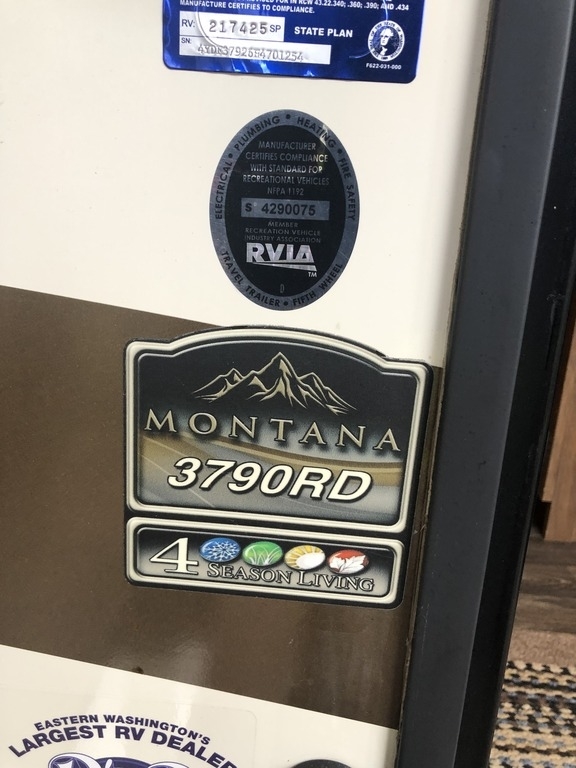 MANUFACTURE CERTIFIES TO COMPLIANCE.
RV: 217425 SP STATE PLAN
SN:
F622-031-000
ELECTRICAL • PLUMBING • HEATING • FIRE SAFETY
MANUFACTURER
CERTIFIES COMPLIANCE
WITH STANDARD FOR
RECREATIONAL VEHICLES
NFPA 1192
S 4290075
MEMBER
RECREATION VEHICLE
INDUSTRY ASSOCIATION
RVIA
TM
D
TRAVEL TRAILER • FIFTH WHEEL
MONTANA
3790RD
4 SEASON LIVING
EASTERN WASHINGTON'S
LARGEST RV DEALER